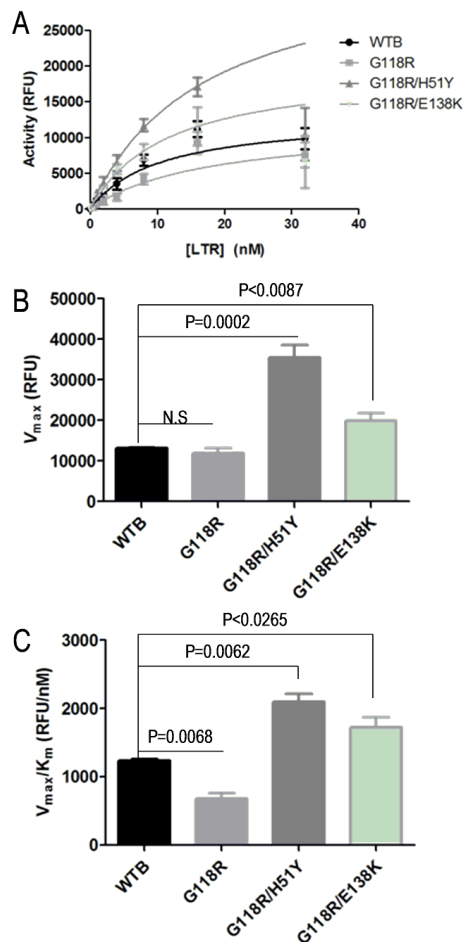 A
25000
20000
15000
10000
5000
0
Activity (RFU)
0 10 20 30 40
[LTR] (nM)
WTB
G118R
G118R/H51Y
G118R/E138K
B
P<0.0087
P=0.0002
N.S
50000
40000
30000
20000
10000
0
Vmax (RFU)
WTB
G118R
G118R/H51Y
G118R/E138K
C
P<0.0265
P=0.0062
P=0.0068
3000
2000
1000
0
Vmax/Km (RFU/nM)
WTB
G118R
G118R/H51Y
G118R/E138K